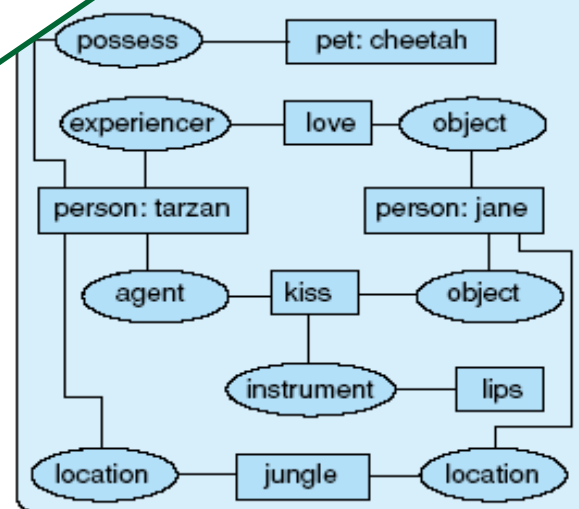 possess pet: cheetah
experiencer love object
person: tarzan person: jane
agent kiss object
instrument lips
location jungle location